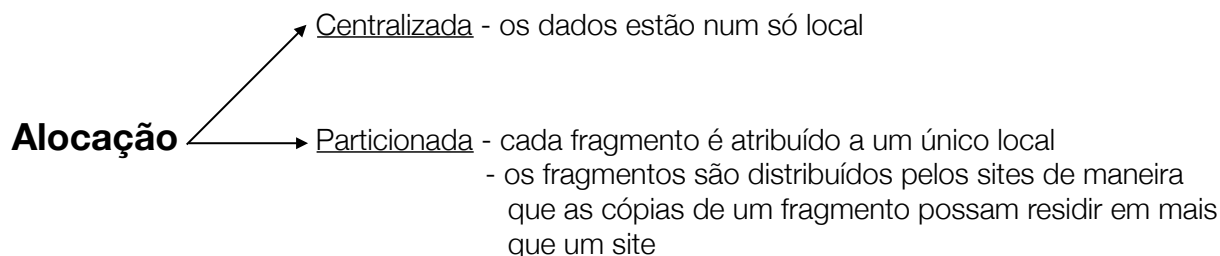 Centralizada - os dados estão num só local
Alocação
Particionada - cada fragmento é atribuído a um único local
- os fragmentos são distribuídos pelos sites de maneira
que as cópias de um fragmento possam residir em mais
que um site